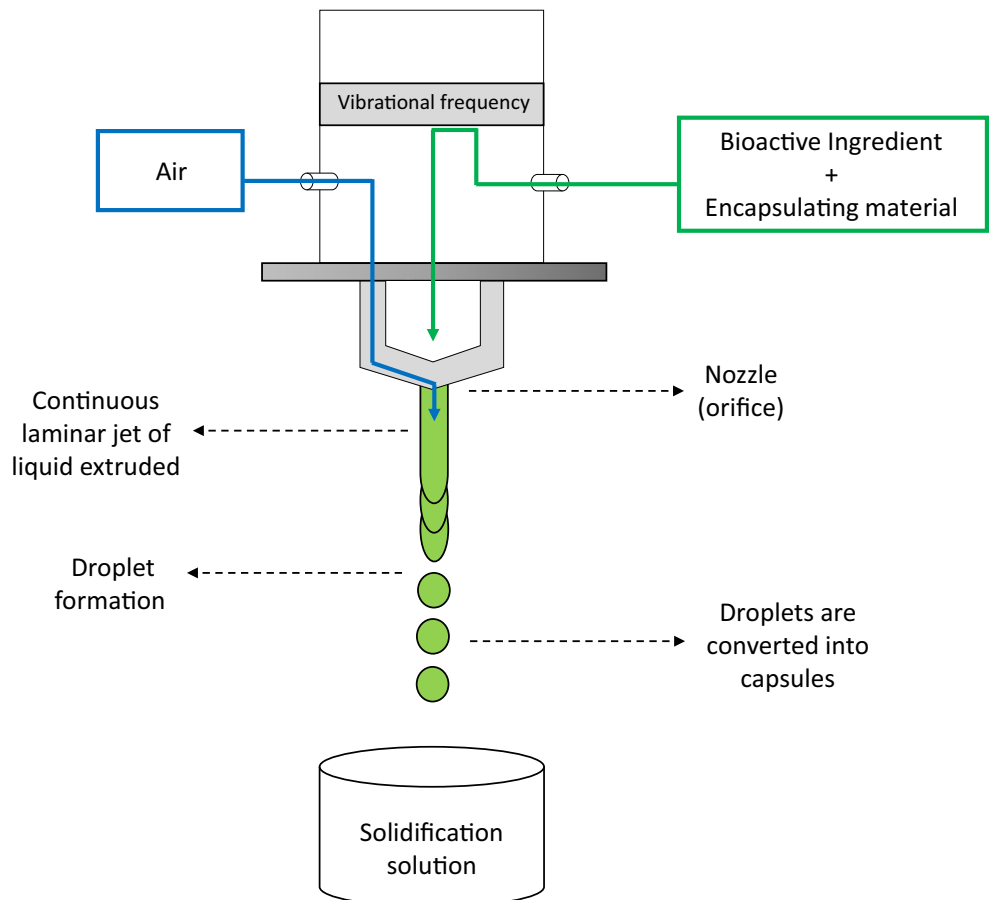 Vibrational frequency
Air
Bioactive Ingredient
+
Encapsulating material
Nozzle
(orifice)
Continuous
laminar jet of
liquid extruded
Droplet
formation
Droplets are
converted into
capsules
Solidification
solution